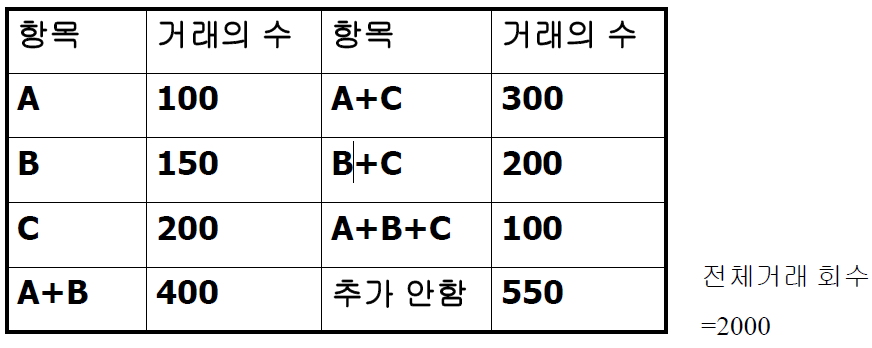 항목 거래의 수 항목 거래의 수
A 100 A+C 300
B 150 B+C 200
C 200 A+B+C 100
A+B 400 추가 안함 550
전체거래 회수
=2000